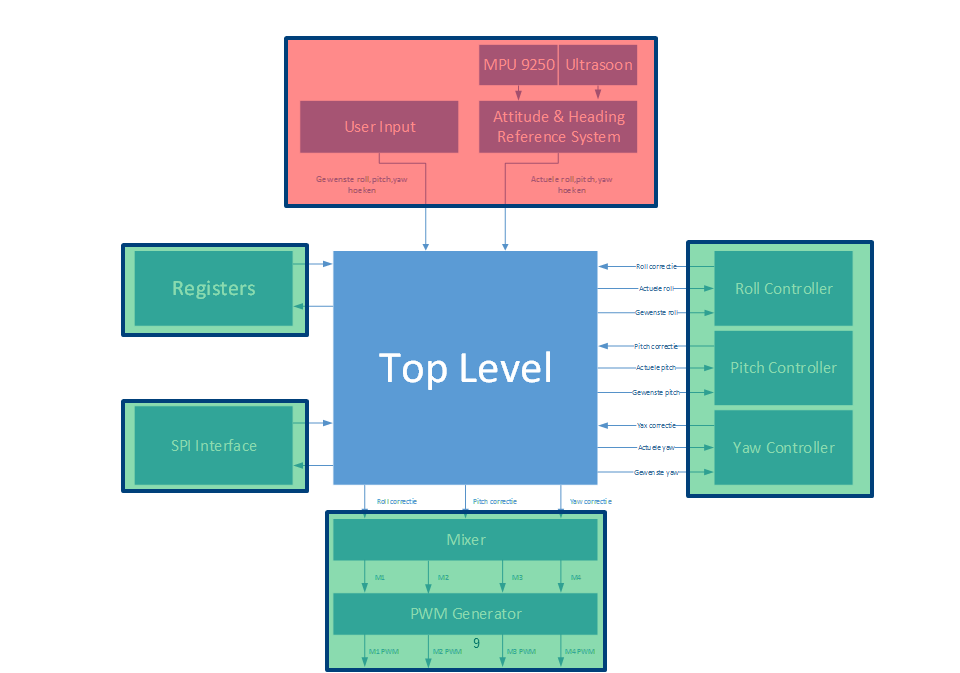 MPU 9250
Ultrasoon
User Input
Attitude & Heading
Reference System
Gewenste roll,pitch,yaw
hoeken
Actuele roll,pitch,yaw
hoeken
Registers
SPI Interface
Top Level
Roll correctie
Actuele roll
Gewenste roll
Pitch correctie
Actuele pitch
Gewenste pitch
Yax correctie
Actuele yaw
Gewenste yaw
Roll Controller
Pitch Controller
Yaw Controller
Roll correctie
Pitch correctie
Yaw correctie
Mixer
M1
M2
M3
M4
PWM Generator
9
M1 PWM
M2 PWM
M3 PWM
M4 PWM